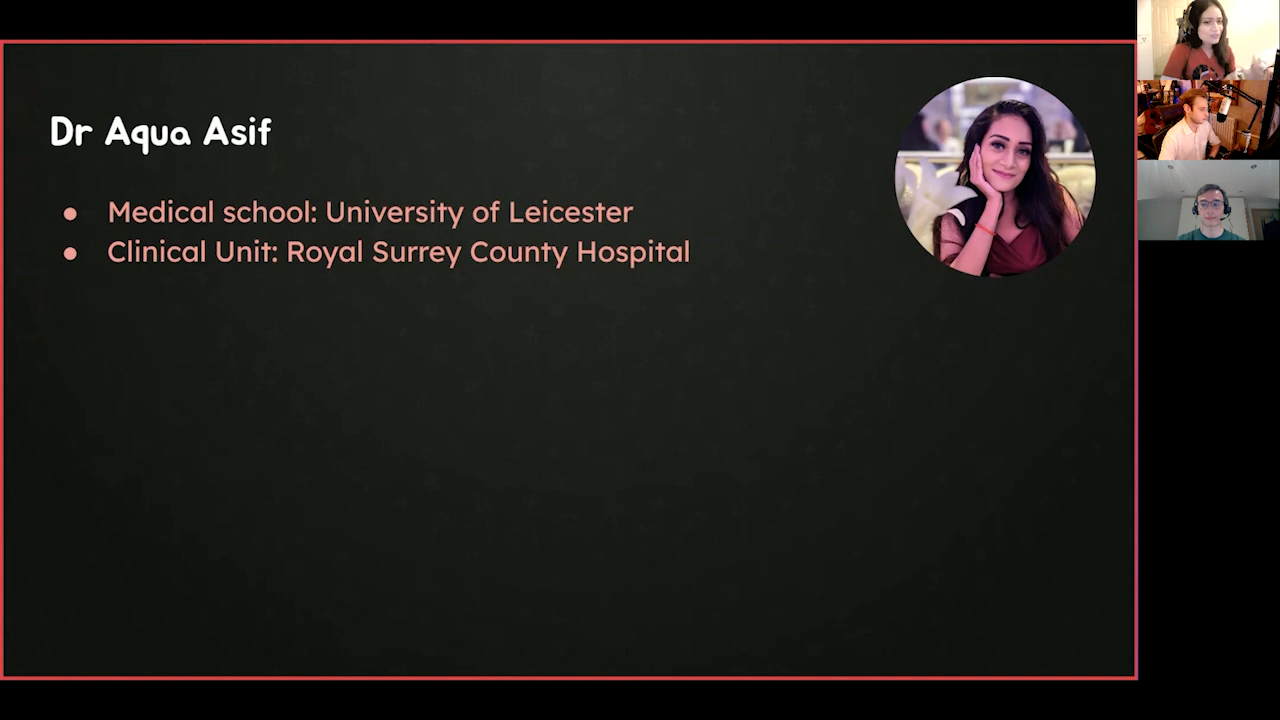 Dr Aqua Asif
● Medical school: University of Leicester
● Clinical Unit: Royal Surrey County Hospital